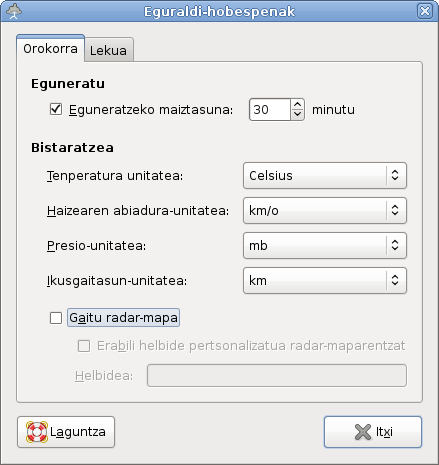 Eguraldi-hobespenak
Orokorra
Lekua
Eguneratu
Eguneratzeko maiztasuna: 30 minutu
Bistaratzea
Tenperatura unitatea: Celsius
Haizearen abiadura-unitatea: km/o
Presio-unitatea: mb
Ikusgaitasun-unitatea: km
Gaitu radar-mapa
Erabili helbide pertsonalizatua radar-maparentzat
Helbidea:
Laguntza
Itxi